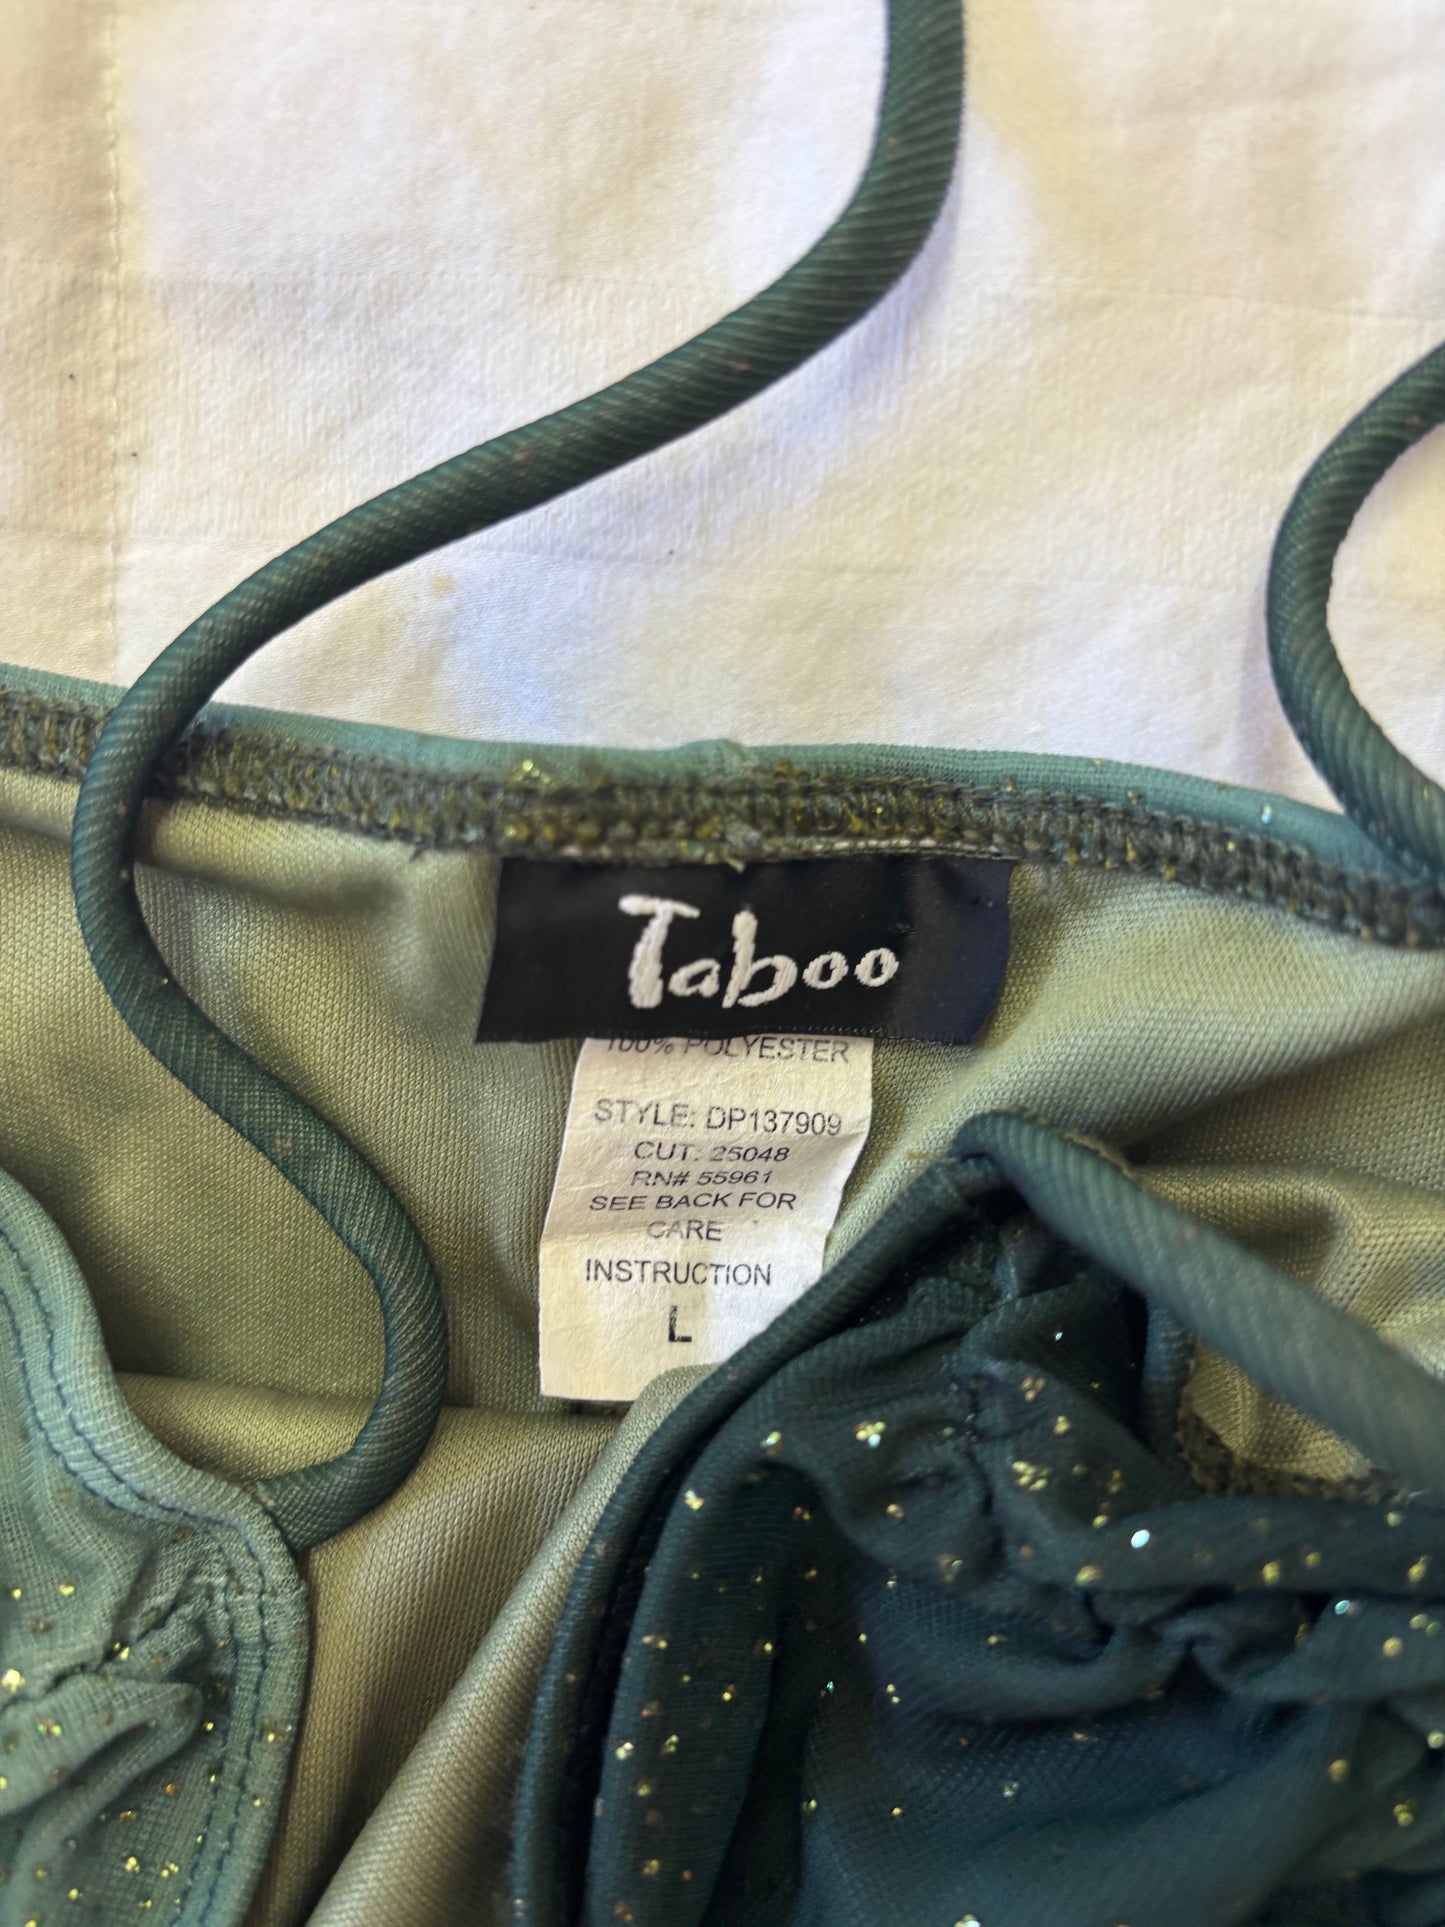 Taboo
100% POLYESTER
STYLE: DP137909
CUT: 25048
RN# 55961
SEE BACK FOR
CARE
INSTRUCTION
L